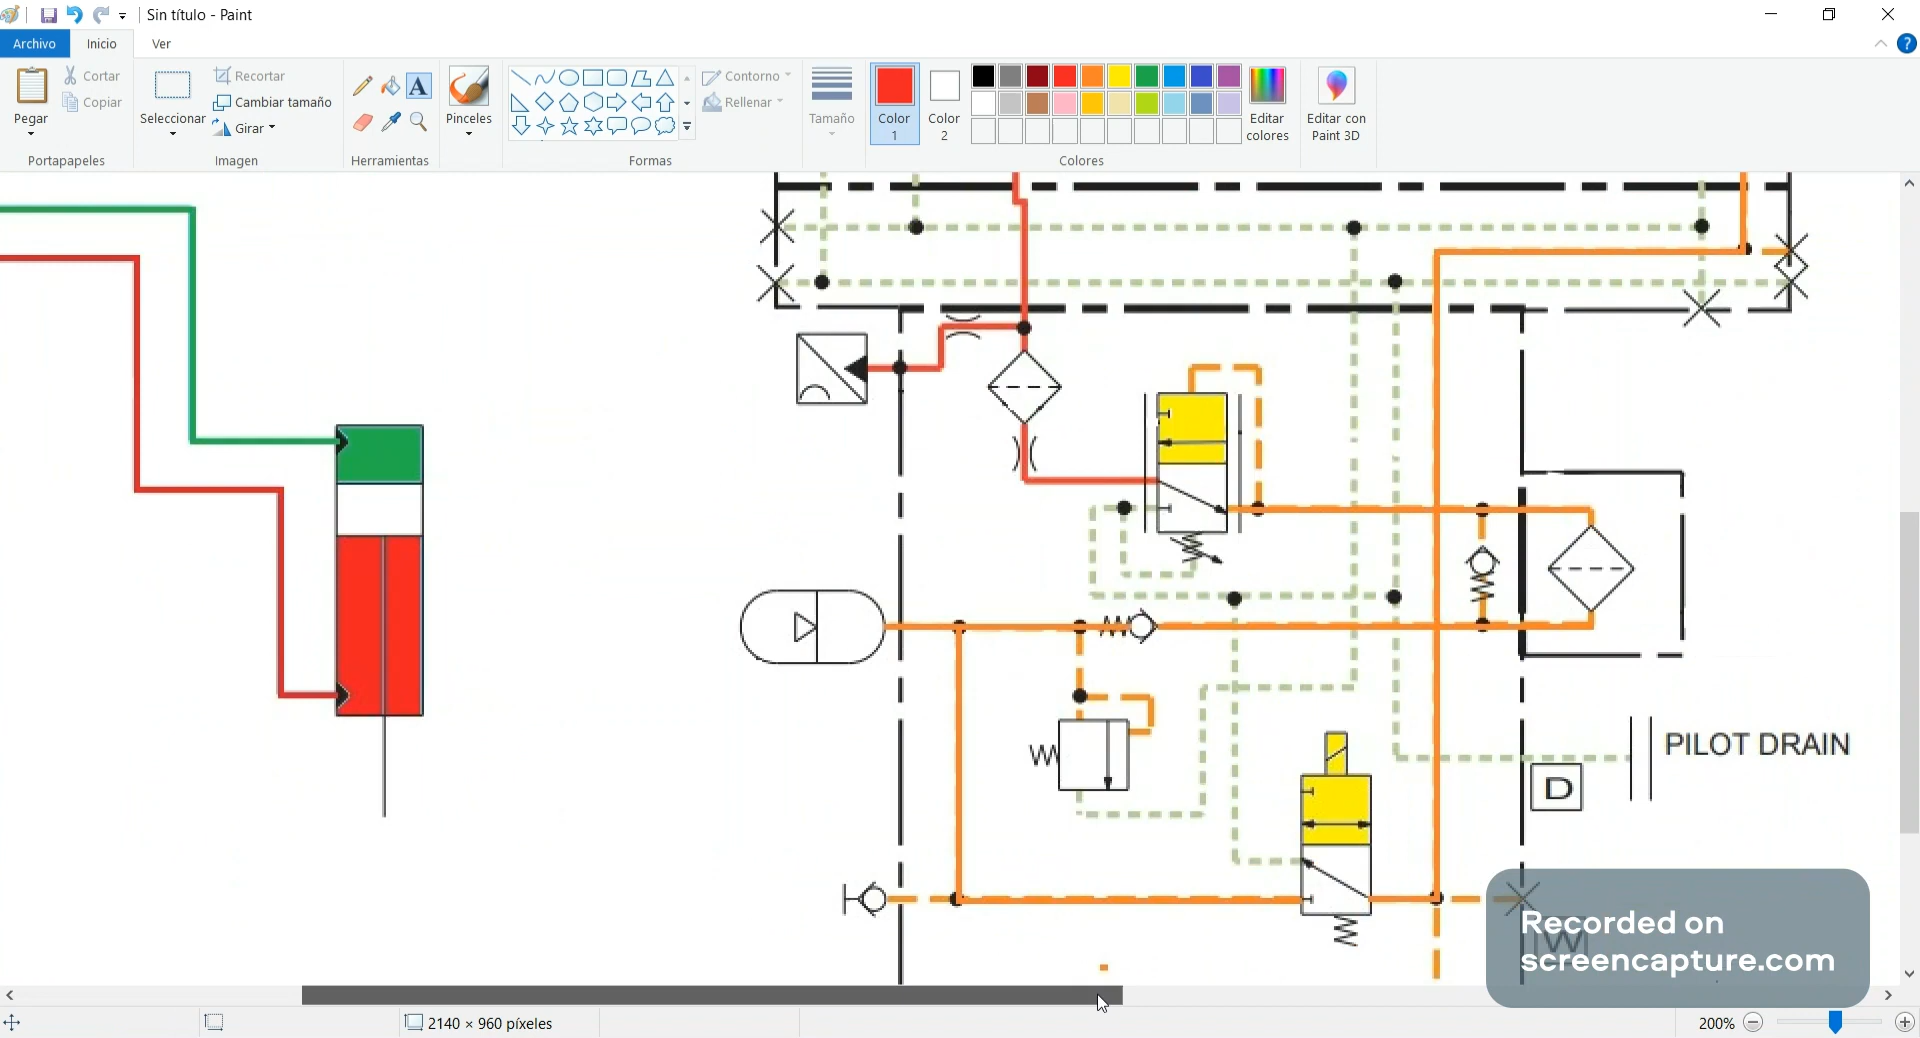 Sin título - Paint
Archivo
Inicio
Ver
Pegar
Cortar
Copiar
Portapapeles
Seleccionar
Recortar
Cambiar tamaño
Girar
Imagen
A
Herramientas
Pinceles
Contorno
Rellenar
Formas
Tamaño
Color
1
Color
2
Editar
colores
Editar con
Paint 3D
Colores
?
PILOT DRAIN
D
W
Recorded on
screencapture.com
2140 × 960 píxeles
200%